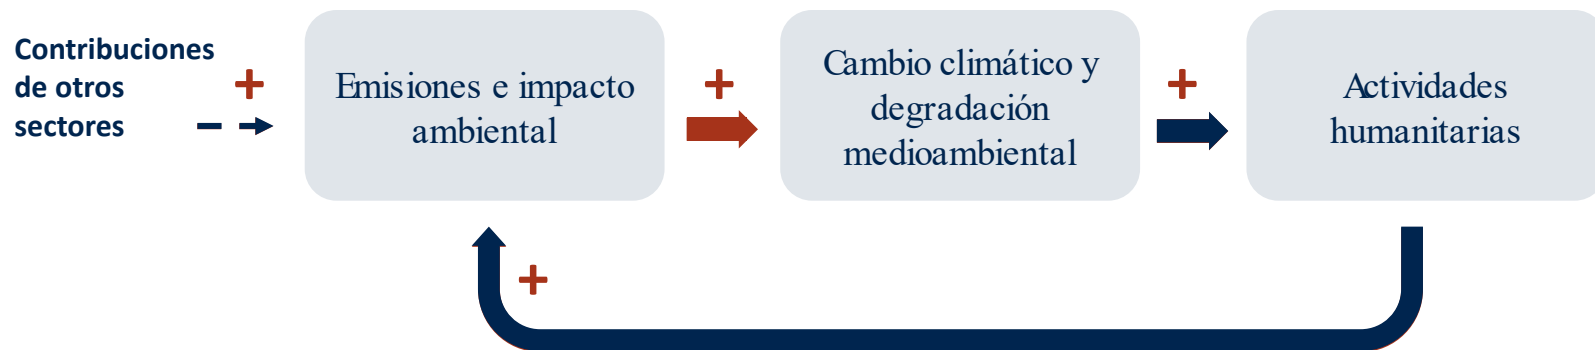 Contribuciones
de otros
sectores
+
Emisiones e impacto
ambiental
+
Cambio climático y
degradación
medioambiental
+
Actividades
humanitarias
+